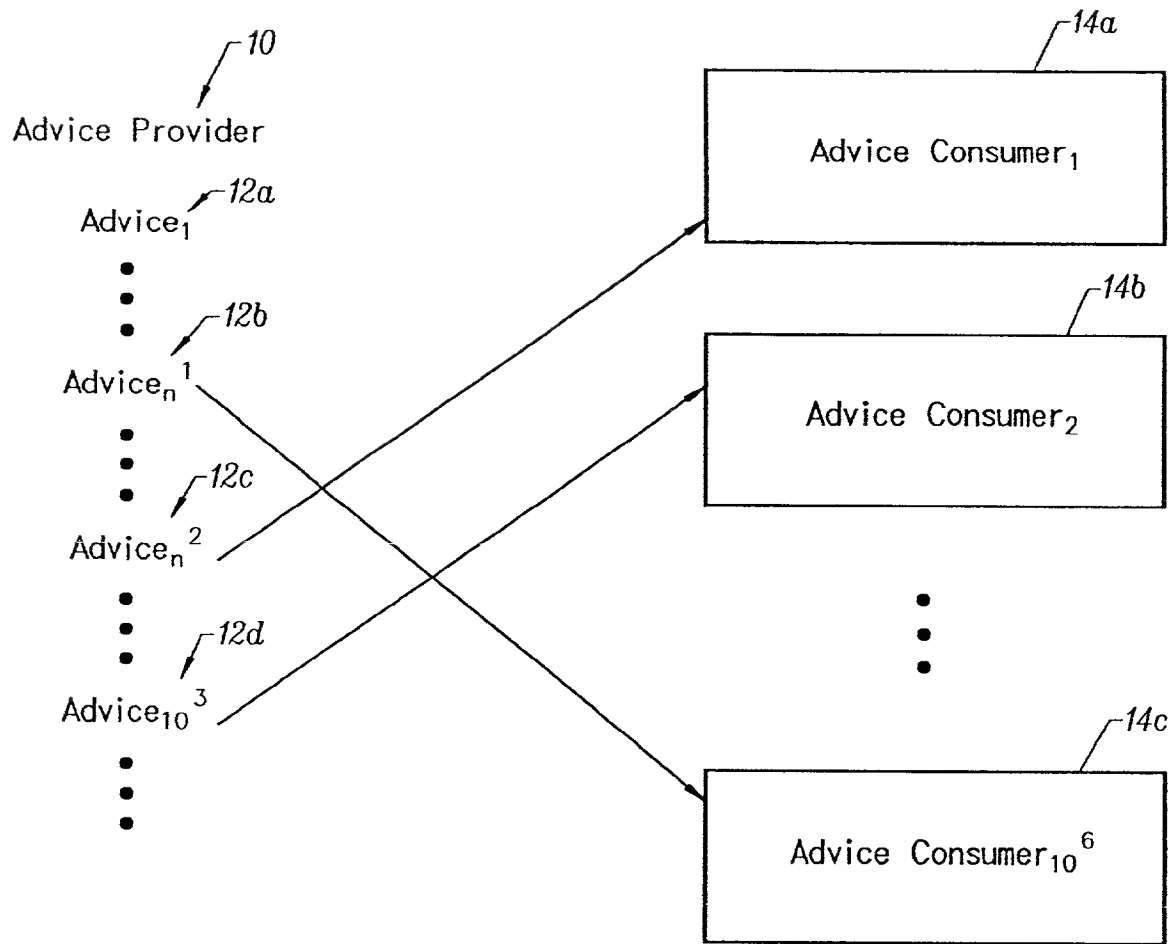 10
Advice Provider
12a
Advice₁
12b
Adviceₙ¹
12c
Adviceₙ²
12d
Advice₁₀³
14a
Advice Consumer₁
14b
Advice Consumer₂
14c
Advice Consumer₁₀⁶